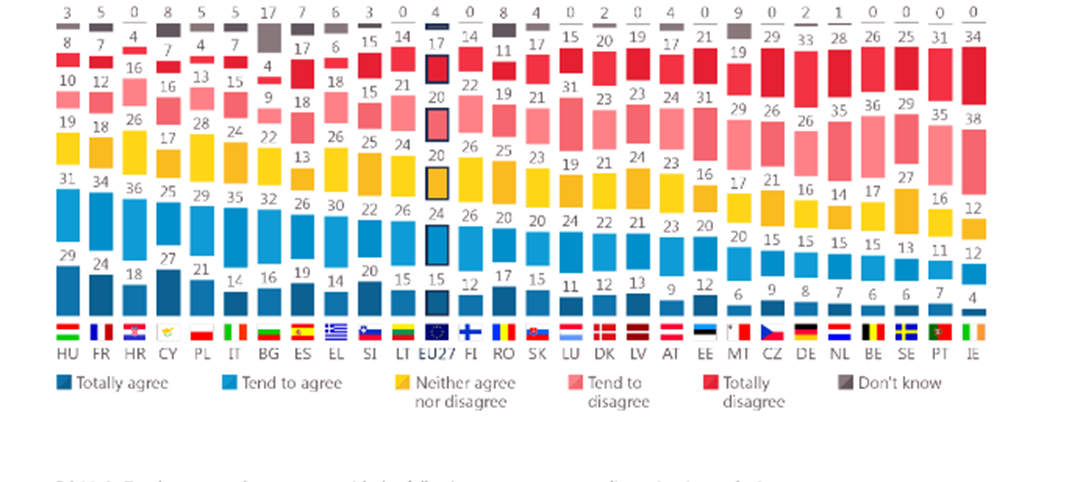 3 5 0 8 5 5 17 7 6 3 0 4 0 8 4 0 2 0 4 0 9 0 2 1 0 0 0 0
8 7 4 7 4 7 4 17 6 15 14 17 14 11 17 15 20 19 17 21 19 29 33 28 26 25 31 34
10 12 16 16 13 15 9 18 18 15 21 20 22 19 21 31 23 23 24 31 29 26 26 35 36 29 35 38
19 18 26 17 28 24 22 13 26 25 24 20 26 25 23 19 21 24 23 16 17 21 16 14 17 27 16 12
31 34 36 25 29 35 32 26 30 22 26 24 26 20 20 24 22 21 20 20 20 15 15 15 15 13 11 12
29 24 18 27 21 14 16 19 14 20 15 15 12 17 15 11 12 13 9 12 6 9 8 7 6 6 7 4
HU FR HR CY PL IT BG ES EL SI LT EU27 FI RO SK LU DK LV AT EE MT CZ DE NL BE SE PT IE
Totally agree
Tend to agree
Neither agree
nor disagree
Tend to
disagree
Totally
disagree
Don't know